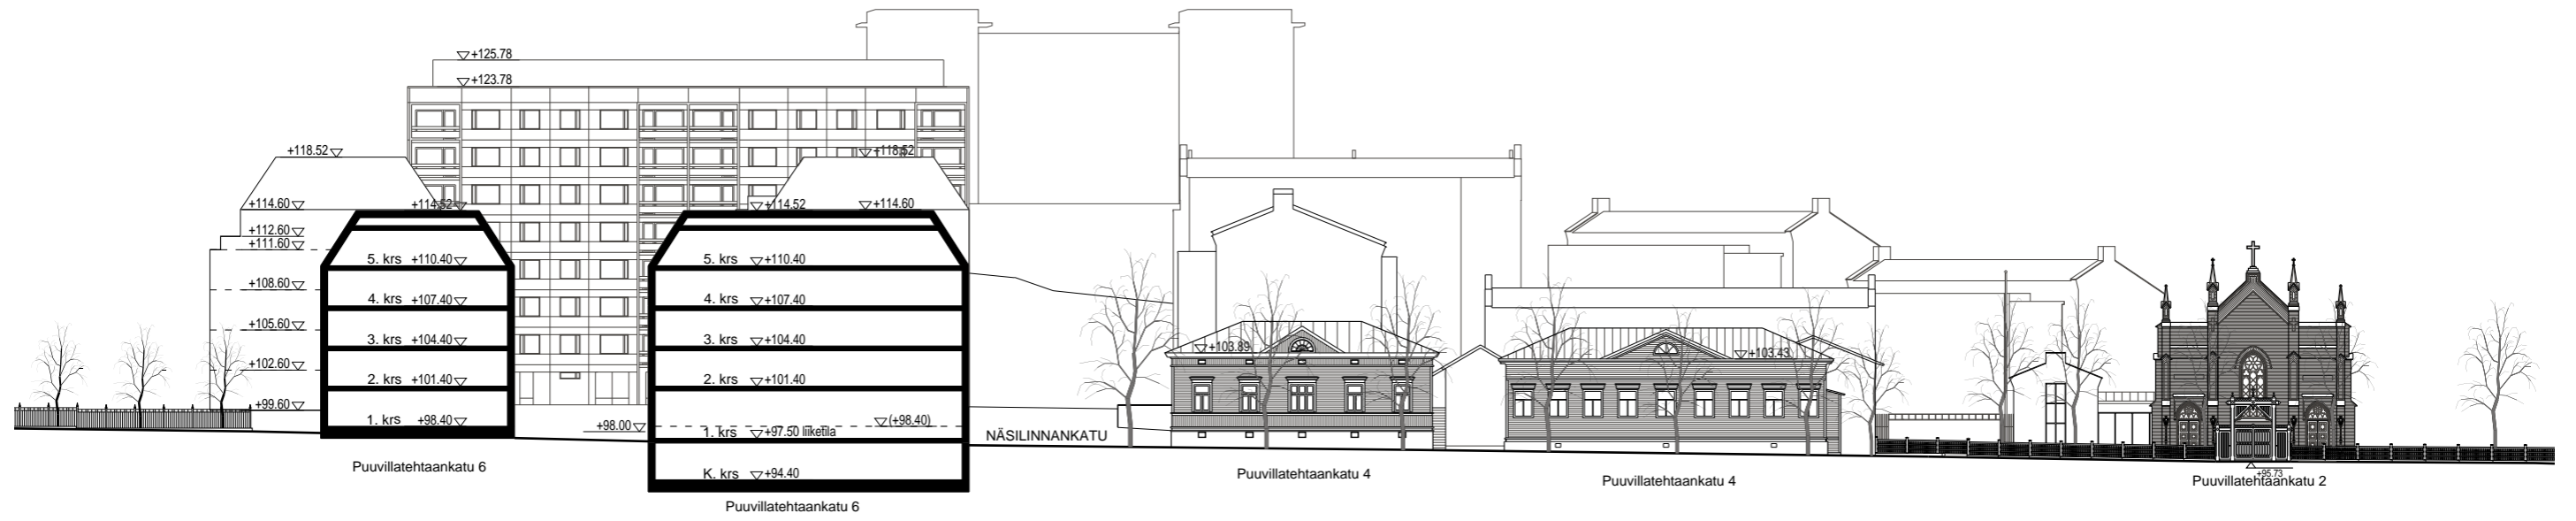 +125.78
+123.78
+118.52
+118.52
+114.60
+114.52
+114.52
+114.60
+112.60
+111.60
5. krs +110.40
5. krs +110.40
+108.60
4. krs +107.40
4. krs +107.40
+105.60
3. krs +104.40
3. krs +104.40
+103.89
+103.43
+102.60
2. krs +101.40
2. krs +101.40
+99.60
1. krs +98.40
+98.00
(+98.40)
1. krs +97.50 liiketila
NÄSILINNANKATU
K. krs +94.40
Puuvillatehtaankatu 6
Puuvillatehtaankatu 6
Puuvillatehtaankatu 4
Puuvillatehtaankatu 4
+95.73
Puuvillatehtaankatu 2